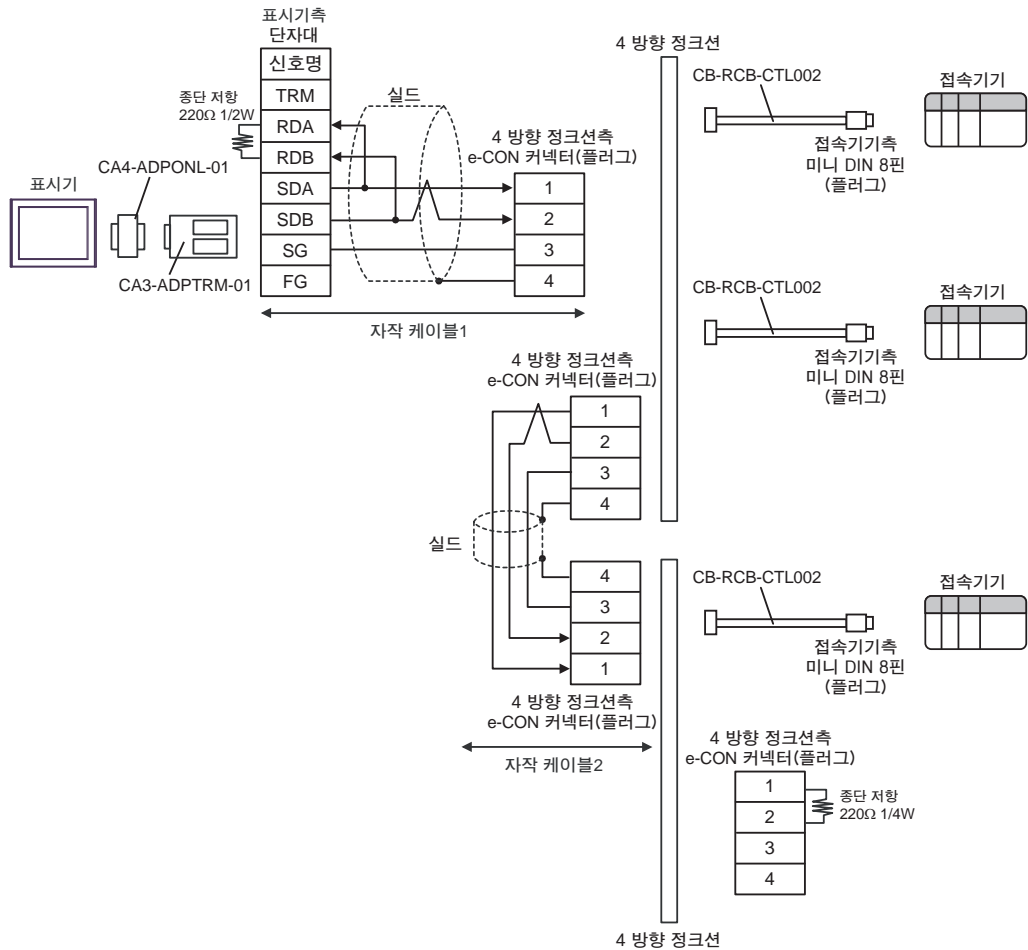 표시기측
단자대
신호명
TRM
RDA
RDB
SDA
SDB
SG
FG
종단 저항
220Ω 1/2W
실드
4 방향 정크션측
e-CON 커넥터(플러그)
1
2
3
4
표시기
CA4-ADPONL-01
CA3-ADPTRM-01
자작 케이블1
4 방향 정크션
CB-RCB-CTL002
접속기기측
미니 DIN 8핀
(플러그)
접속기기
CB-RCB-CTL002
접속기기측
미니 DIN 8핀
(플러그)
접속기기
4 방향 정크션측
e-CON 커넥터(플러그)
1
2
3
4
실드
4
3
2
1
4 방향 정크션측
e-CON 커넥터(플러그)
자작 케이블2
CB-RCB-CTL002
접속기기측
미니 DIN 8핀
(플러그)
접속기기
4 방향 정크션측
e-CON 커넥터(플러그)
1
2
3
4
종단 저항
220Ω 1/4W
4 방향 정크션